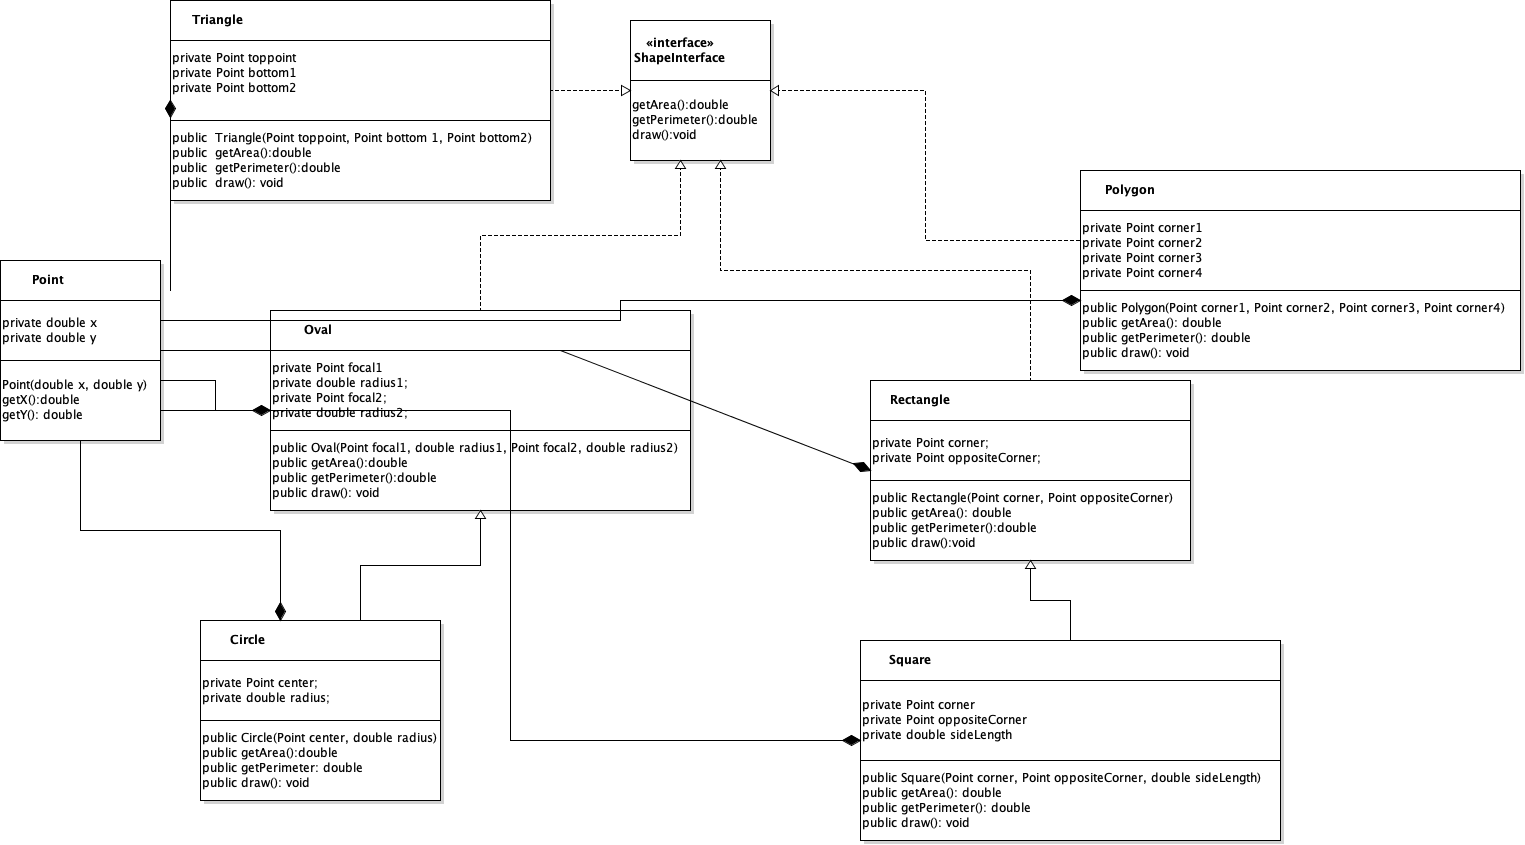 Triangle
private Point toppoint
private Point bottom1
private Point bottom2
public  Triangle(Point toppoint, Point bottom 1, Point bottom2)
public  getArea():double
public  getPerimeter():double
public  draw(): void
«interface»
ShapeInterface
getArea():double
getPerimeter():double
draw():void
Polygon
private Point corner1
private Point corner2
private Point corner3
private Point corner4
public Polygon(Point corner1, Point corner2, Point corner3, Point corner4)
public getArea(): double
public getPerimeter(): double
public draw(): void
Point
private double x
private double y
Point(double x, double y)
getX():double
getY(): double
Oval
private Point focal1
private double radius1;
private Point focal2;
private double radius2;
public Oval(Point focal1, double radius1, Point focal2, double radius2)
public getArea():double
public getPerimeter():double
public draw(): void
Rectangle
private Point corner;
private Point oppositeCorner;
public Rectangle(Point corner, Point oppositeCorner)
public getArea(): double
public getPerimeter():double
public draw():void
Circle
private Point center;
private double radius;
public Circle(Point center, double radius)
public getArea():double
public getPerimeter: double
public draw(): void
Square
private Point corner
private Point oppositeCorner
private double sideLength
public Square(Point corner, Point oppositeCorner, double sideLength)
public getArea(): double
public getPerimeter(): double
public draw(): void